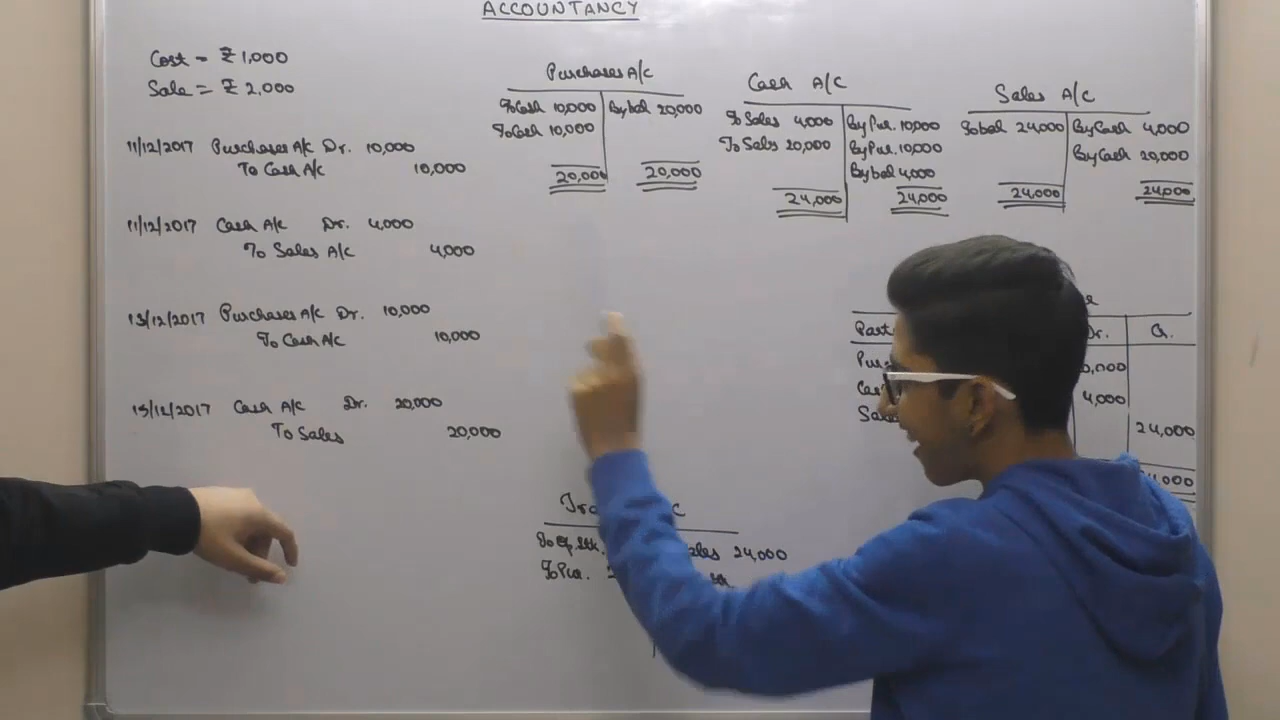 ACCOUNTANCY
Cost = ₹ 1,000
Sale = ₹ 2,000
11/12/2017 Purchases A/c Dr. 10,000
To Cash A/c 10,000
11/12/2017 Cash A/c Dr. 4,000
To Sales A/c 4,000
13/12/2017 Purchases A/c Dr. 10,000
To Cash A/c 10,000
15/12/2017 Cash A/c Dr. 20,000
To Sales 20,000
Purchases A/c
To Cash 10,000 By bal 20,000
To Cash 10,000
20,000 20,000
Cash A/C
To Sales 4,000 By Pur. 10,000
To Sales 20,000 By Pur. 10,000
By bal 4,000
24,000 24,000
Sales A/c
To bal 24,000 By Cash 4,000
By Cash 20,000
24,000 24,000
Dr. Cr.
4,000
24,000
To Op. Stk. Sales 24,000
To Pur.